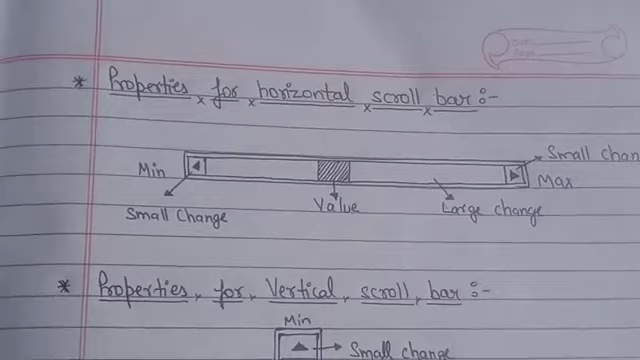 * Properties for horizontal scroll bar :-
Small Chan
Min
Max
Small Change
Value
Large change
* Properties, for, Vertical, scroll, bar :-
Min
Small change